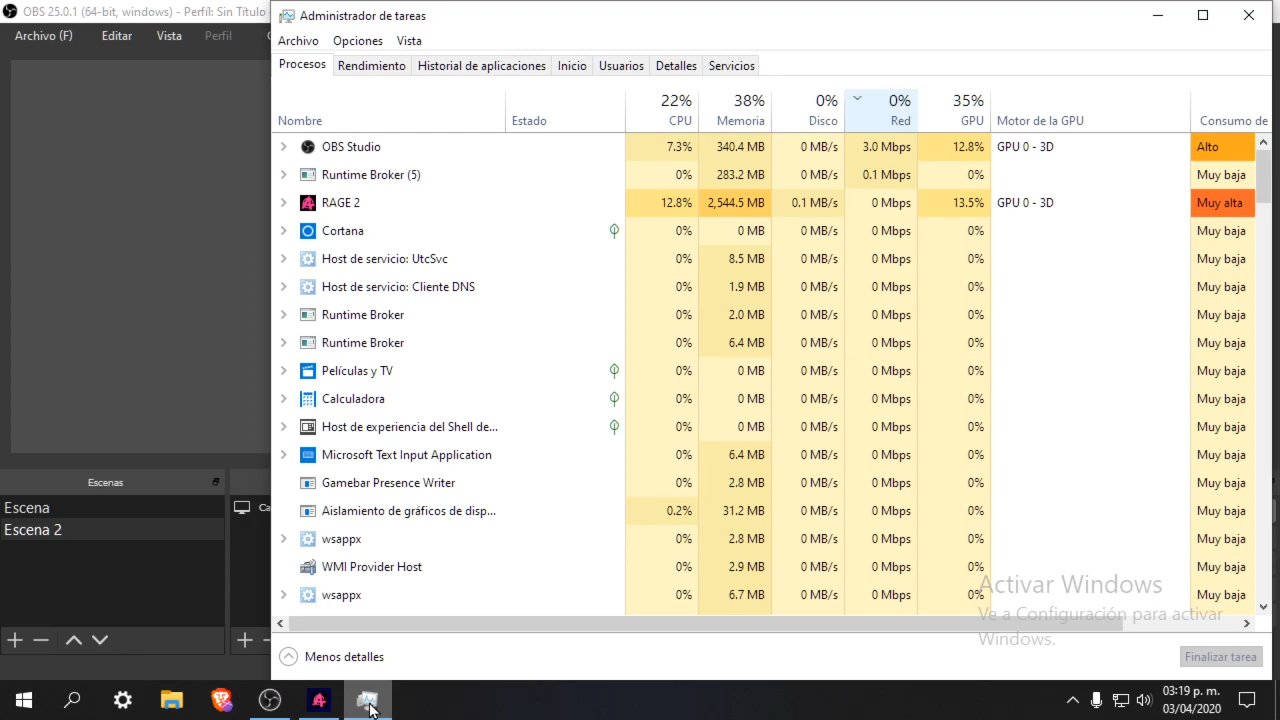 OBS 25.0.1 (64-bit, windows) - Perfil: Sin Título
Archivo (F) Editar Vista Perfil
Administrador de tareas
Archivo Opciones Vista
Procesos Rendimiento Historial de aplicaciones Inicio Usuarios Detalles Servicios
22% 38% 0% 0% 35%
Nombre Estado CPU Memoria Disco Red GPU Motor de la GPU Consumo de
OBS Studio 7.3% 340.4 MB 0 MB/s 3.0 Mbps 12.8% GPU 0 - 3D Alto
Runtime Broker (5) 0% 283.2 MB 0 MB/s 0.1 Mbps 0% Muy baja
RAGE 2 12.8% 2,544.5 MB 0.1 MB/s 0 Mbps 13.5% GPU 0 - 3D Muy alta
Cortana 0% 0 MB 0 MB/s 0 Mbps 0% Muy baja
Host de servicio: UtcSvc 0% 8.5 MB 0 MB/s 0 Mbps 0% Muy baja
Host de servicio: Cliente DNS 0% 1.9 MB 0 MB/s 0 Mbps 0% Muy baja
Runtime Broker 0% 2.0 MB 0 MB/s 0 Mbps 0% Muy baja
Runtime Broker 0% 6.4 MB 0 MB/s 0 Mbps 0% Muy baja
Películas y TV 0% 0 MB 0 MB/s 0 Mbps 0% Muy baja
Calculadora 0% 0 MB 0 MB/s 0 Mbps 0% Muy baja
Host de experiencia del Shell de... 0% 0 MB 0 MB/s 0 Mbps 0% Muy baja
Microsoft Text Input Application 0% 6.4 MB 0 MB/s 0 Mbps 0% Muy baja
Gamebar Presence Writer 0% 2.8 MB 0 MB/s 0 Mbps 0% Muy baja
Aislamiento de gráficos de disp... 0.2% 31.2 MB 0 MB/s 0 Mbps 0% Muy baja
wsappx 0% 2.8 MB 0 MB/s 0 Mbps 0% Muy baja
WMI Provider Host 0% 2.9 MB 0 MB/s 0 Mbps 0% Muy baja
wsappx 0% 6.7 MB 0 MB/s 0 Mbps 0% Muy baja
Escenas
Escena
Escena 2
Ca
Activar Windows
Ve a Configuración para activar
Windows.
Menos detalles Finalizar tarea
03:19 p. m.
03/04/2020